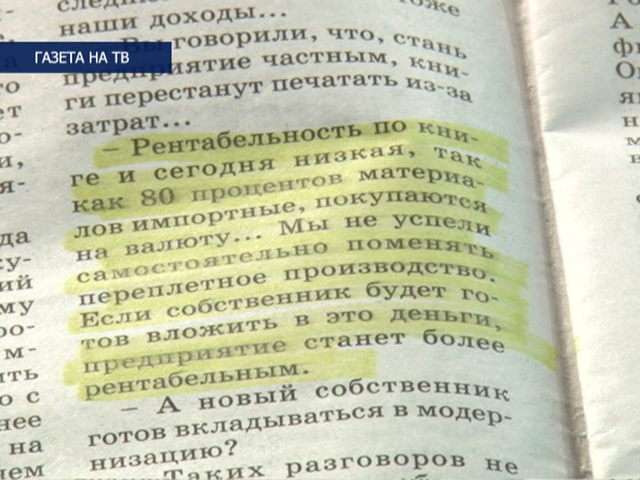 ГАЗЕТА НА ТВ
наши доходы...
– Вы говорили, что, стань
предприятие частным, кни-
ги перестанут печатать из-за
затрат...
– Рентабельность по кни-
ге и сегодня низкая, так
как 80 процентов материа-
лов импортные, покупаются
на валюту... Мы не успели
самостоятельно поменять
переплетное производство.
Если собственник будет го-
тов вложить в это деньги,
предприятие станет более
рентабельным.
– А новый собственник
готов вкладываться в модер-
низацию?
Таких разговоров не